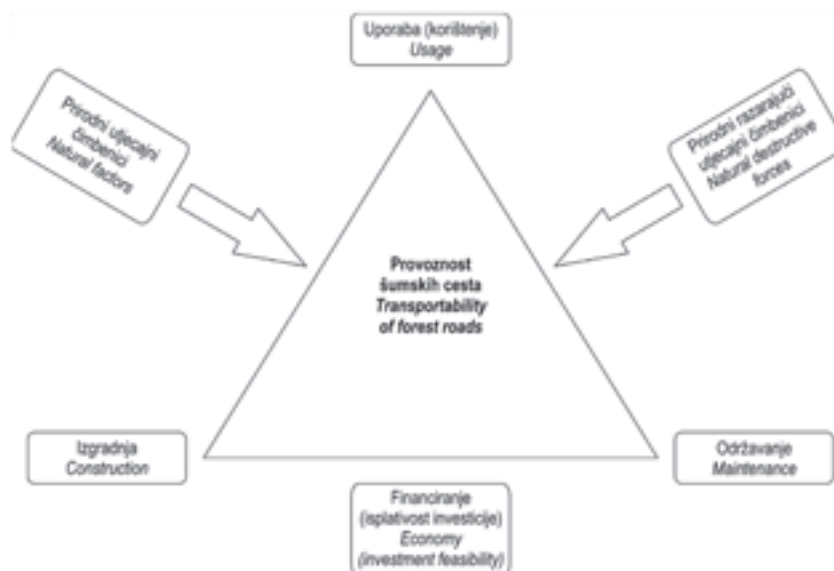 Uporaba (korištenje)
Usage
Prirodni utjecajni
čimbenici
Natural factors
Prirodni razarajući
utjecajni čimbenici
Natural destructive
forces
Provoznost
šumskih cesta
Transportability
of forest roads
Izgradnja
Construction
Održavanje
Maintenance
Financiranje
(isplativost investicije)
Economy
(investment feasibility)